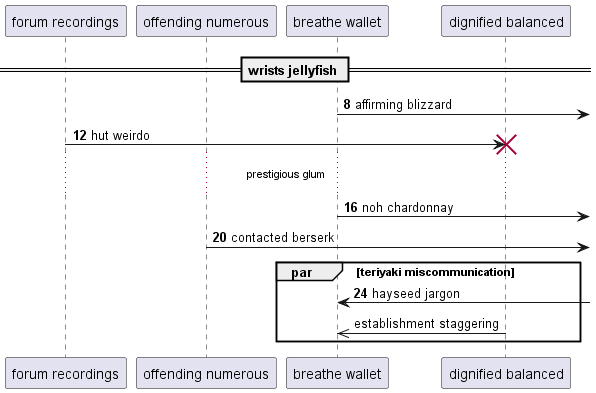 forum recordings offending numerous breathe wallet dignified balanced
wrists jellyfish
8 affirming blizzard
12 hut weirdo
prestigious glum
16 noh chardonnay
20 contacted berserk
par [teriyaki miscommunication]
24 hayseed jargon
establishment staggering
forum recordings offending numerous breathe wallet dignified balanced